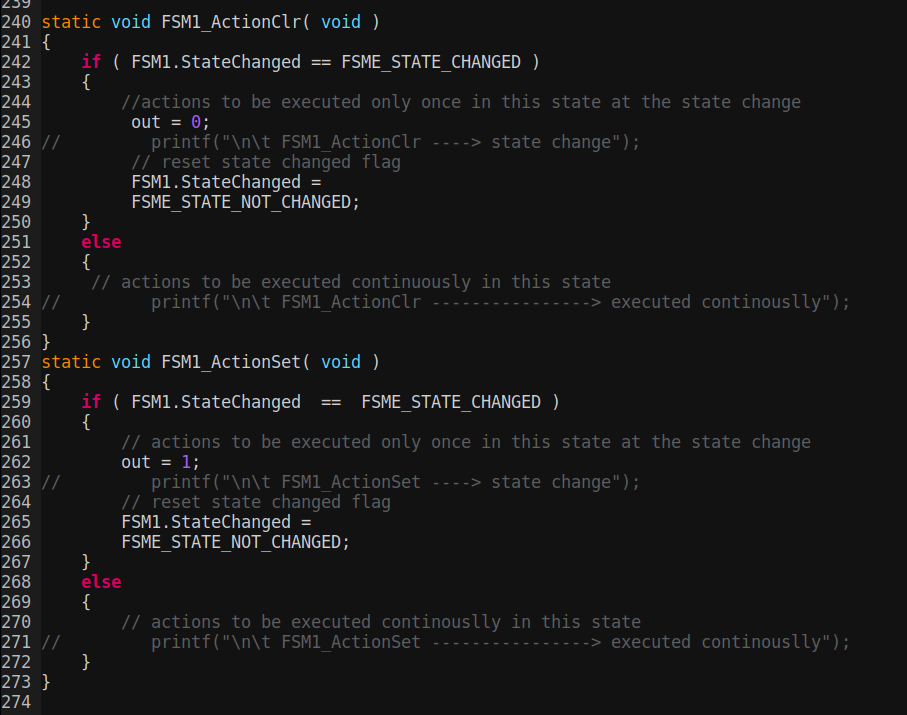 239
240 static void FSM1_ActionClr( void )
241 {
242     if ( FSM1.StateChanged == FSME_STATE_CHANGED )
243     {
244         //actions to be executed only once in this state at the state change
245          out = 0;
246 //         printf("\n\t FSM1_ActionClr ----> state change");
247          // reset state changed flag
248          FSM1.StateChanged =
249          FSME_STATE_NOT_CHANGED;
250     }
251     else
252     {
253      // actions to be executed continuously in this state
254 //         printf("\n\t FSM1_ActionClr ----------------> executed continouslly");
255     }
256 }
257 static void FSM1_ActionSet( void )
258 {
259     if ( FSM1.StateChanged  ==  FSME_STATE_CHANGED )
260     {
261         // actions to be executed only once in this state at the state change
262         out = 1;
263 //         printf("\n\t FSM1_ActionSet ----> state change");
264         // reset state changed flag
265         FSM1.StateChanged =
266         FSME_STATE_NOT_CHANGED;
267     }
268     else
269     {
270         // actions to be executed continouslly in this state
271 //         printf("\n\t FSM1_ActionSet ----------------> executed continouslly");
272     }
273 }
274